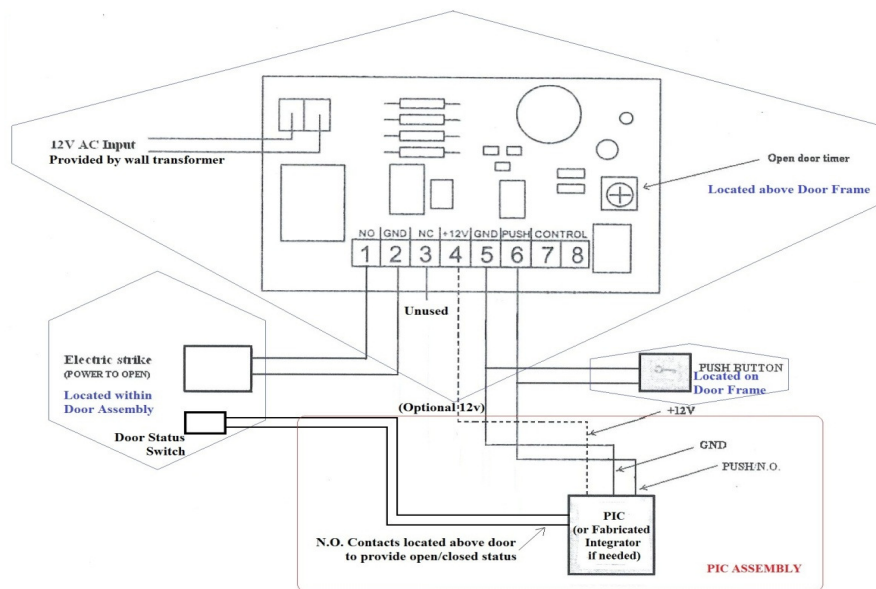 12V AC Input
Provided by wall transformer
Open door timer
Located above Door Frame
NO GND NC +12V GND PUSH CONTROL
1 2 3 4 5 6 7 8
Unused
Electric strike
(POWER TO OPEN)
Located within
Door Assembly
PUSH BUTTON
Located on
Door Frame
(Optional 12v)
+12V
Door Status
Switch
GND
PUSH/N.O.
N.O. Contacts located above door
to provide open/closed status
PIC
(or Fabricated
Integrator
if needed)
PIC ASSEMBLY